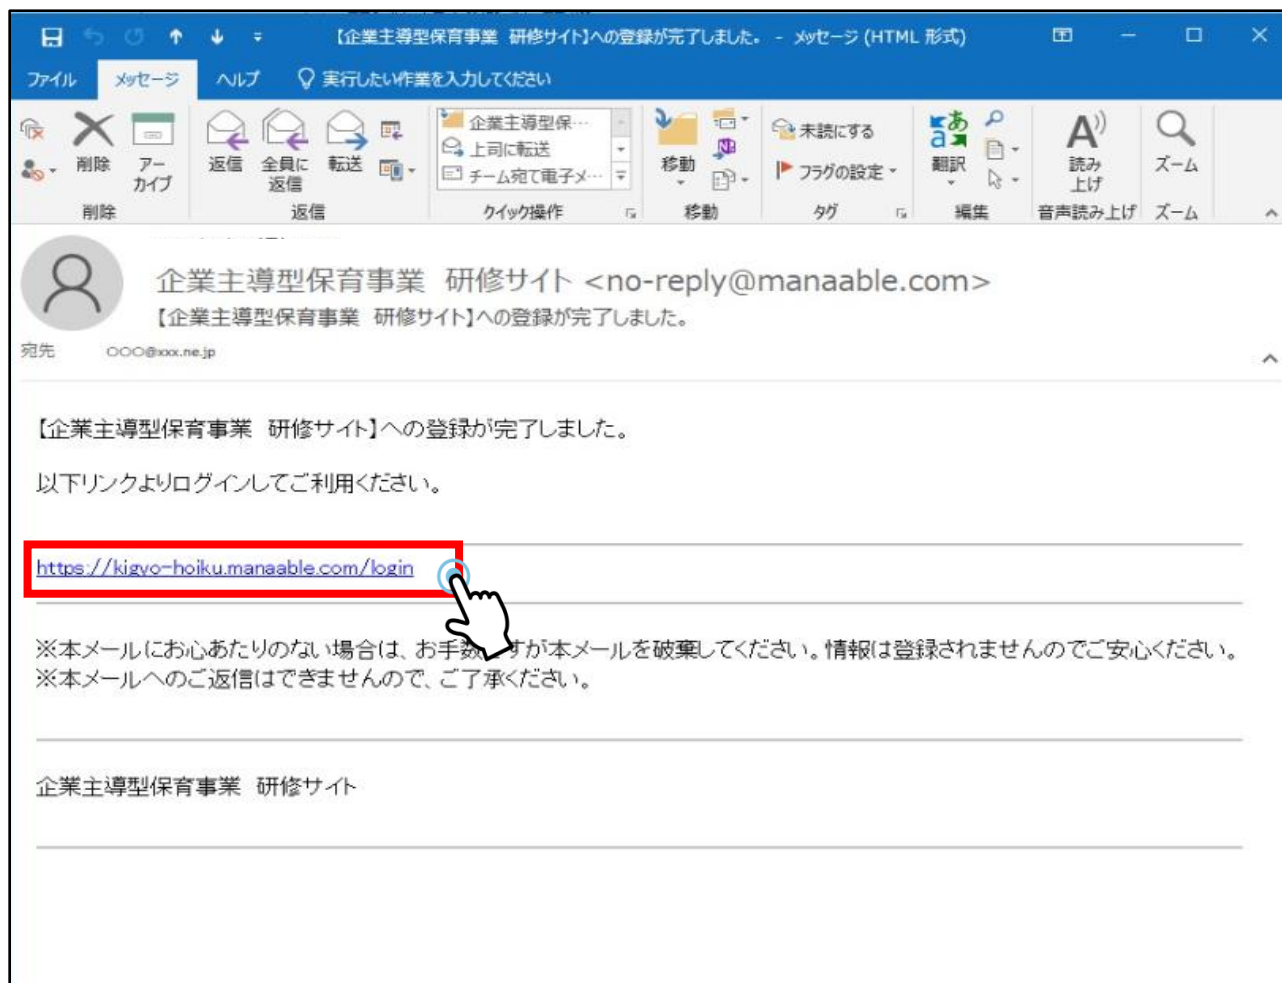 【企業主導型保育事業 研修サイト】への登録が完了しました。 - メッセージ (HTML 形式)
ファイル メッセージ ヘルプ 実行したい作業を入力してください
削除 アーカイブ 返信 全員に返信 転送 企業主導型保… 上司に転送 チーム宛て電子メ… 移動 未読にする フラグの設定 翻訳 読み上げ ズーム
削除 返信 クイック操作 移動 タグ 編集 音声読み上げ ズーム
企業主導型保育事業 研修サイト <no-reply@manaable.com>
【企業主導型保育事業 研修サイト】への登録が完了しました。
宛先 〇〇〇@xxx.ne.jp
【企業主導型保育事業 研修サイト】への登録が完了しました。
以下リンクよりログインしてご利用ください。
https://kigyo-hoiku.manaable.com/login
※本メールにお心あたりのない場合は、お手数ですが本メールを破棄してください。情報は登録されませんのでご安心ください。
※本メールへのご返信はできませんので、ご了承ください。
企業主導型保育事業 研修サイト